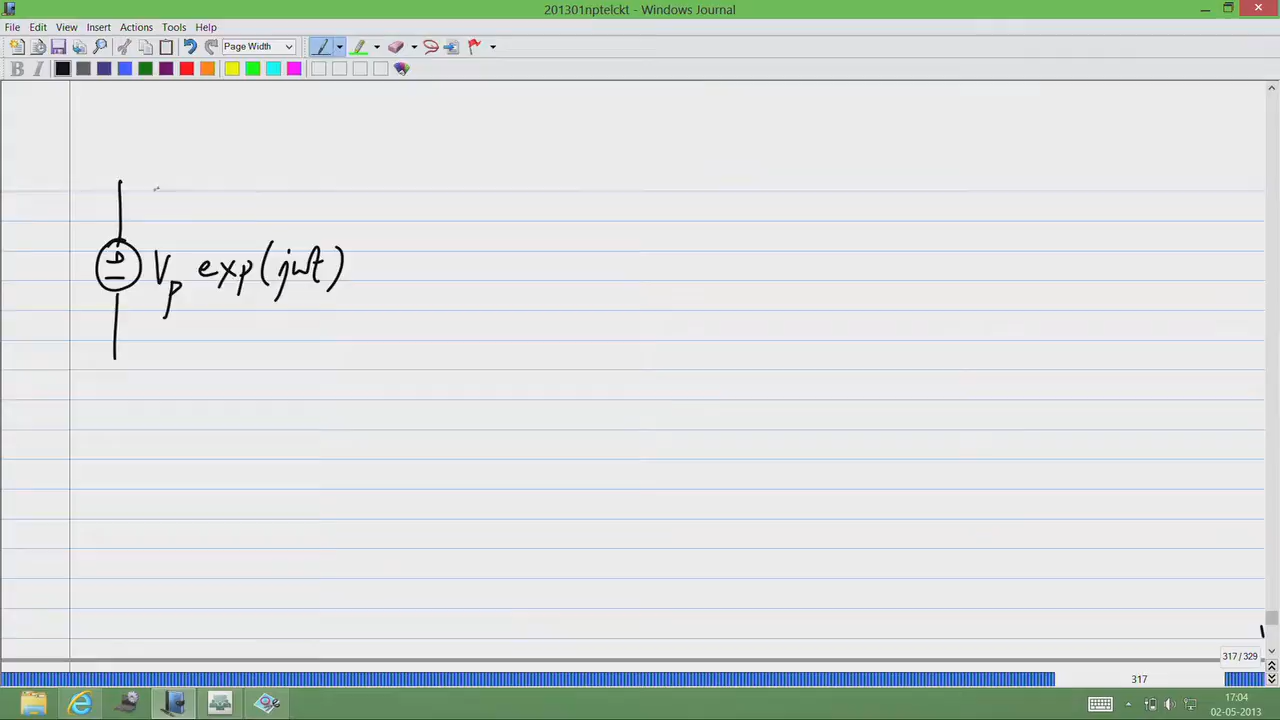 201301nptelckt - Windows Journal
File Edit View Insert Actions Tools Help
Page Width
B I
V_p exp(jωt)
317 / 329
317
17:04
02-05-2013